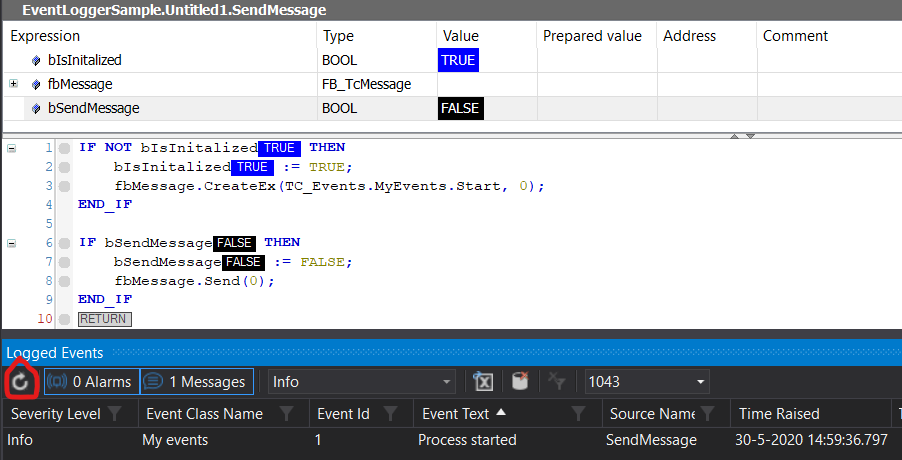 EventLoggerSample.Untitled1.SendMessage
Expression Type Value Prepared value Address Comment
bIsInitalized BOOL TRUE
fbMessage FB_TcMessage
bSendMessage BOOL FALSE
1 IF NOT bIsInitalized TRUE THEN
2 bIsInitalized TRUE := TRUE;
3 fbMessage.CreateEx(TC_Events.MyEvents.Start, 0);
4 END_IF
5
6 IF bSendMessage FALSE THEN
7 bSendMessage FALSE := FALSE;
8 fbMessage.Send(0);
9 END_IF
10 RETURN
Logged Events
0 Alarms 1 Messages Info 1043
Severity Level Event Class Name Event Id Event Text Source Name Time Raised
Info My events 1 Process started SendMessage 30-5-2020 14:59:36.797